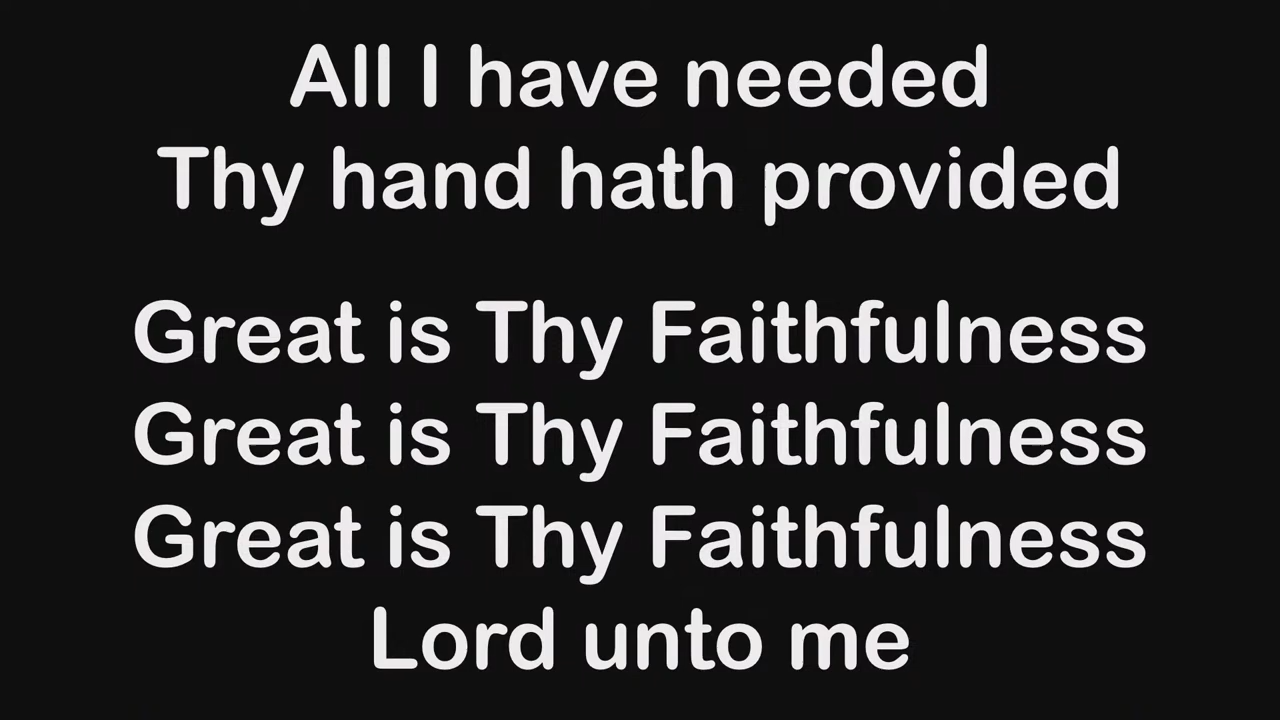 All I have needed
Thy hand hath provided
Great is Thy Faithfulness
Great is Thy Faithfulness
Great is Thy Faithfulness
Lord unto me